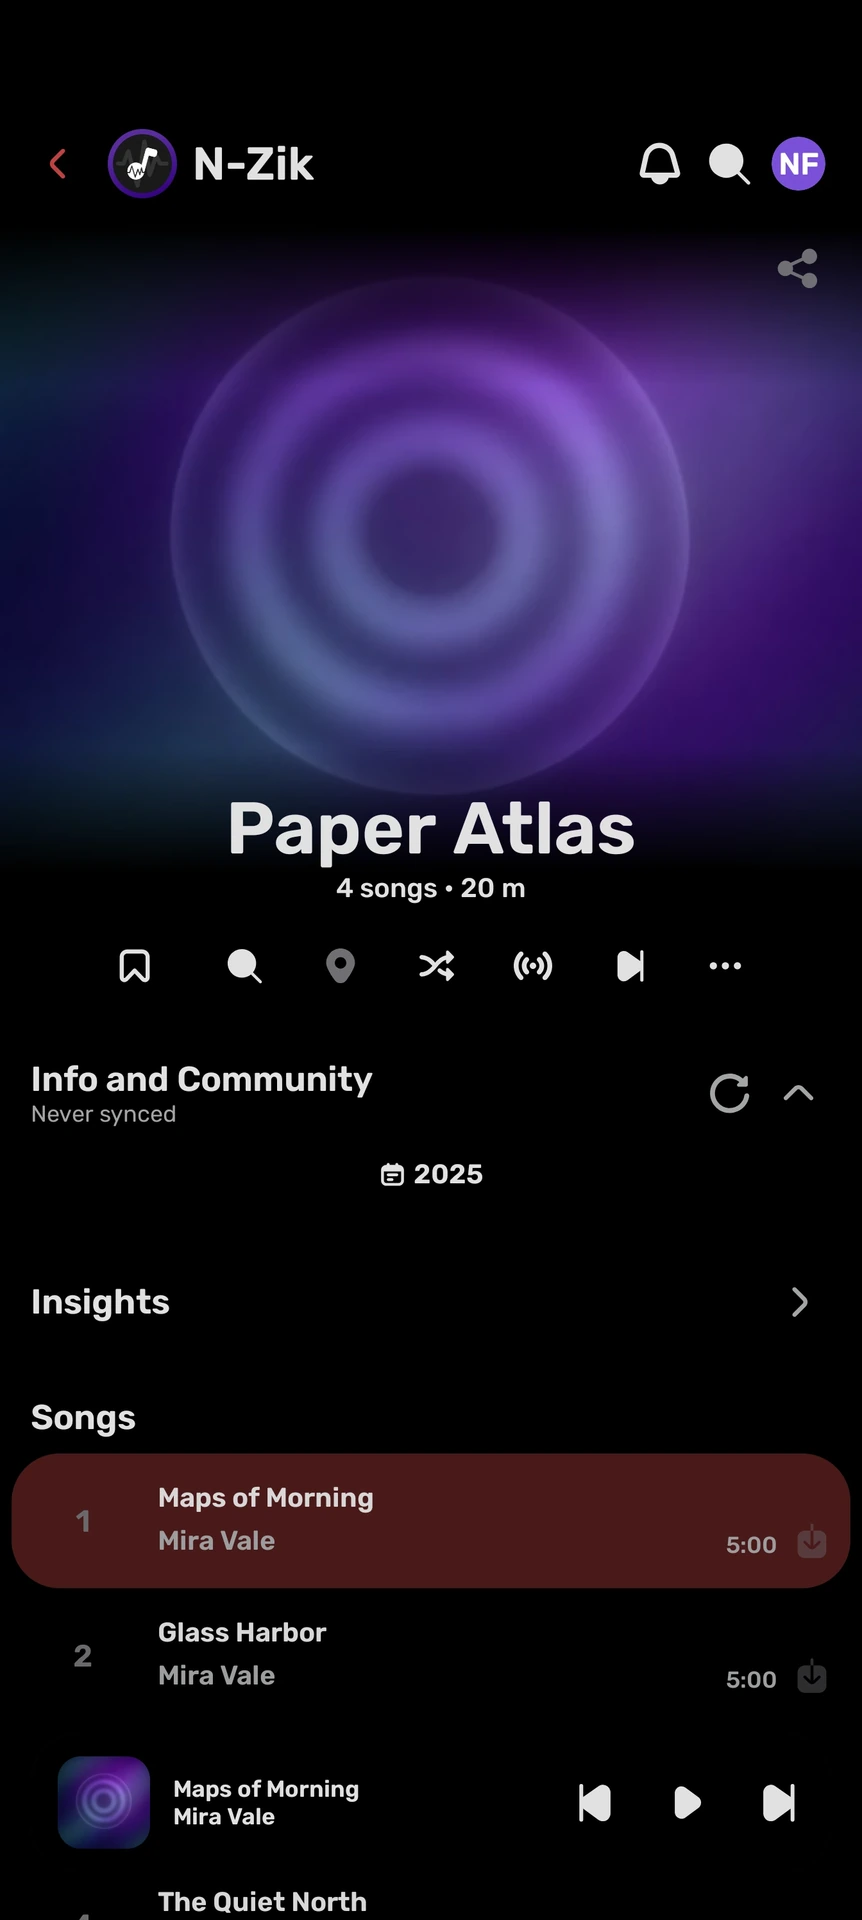 N-Zik
NF
Paper Atlas
4 songs • 20 m
Info and Community
Never synced
2025
Insights
Songs
1
Maps of Morning
Mira Vale
5:00
2
Glass Harbor
Mira Vale
5:00
Maps of Morning
Mira Vale
The Quiet North